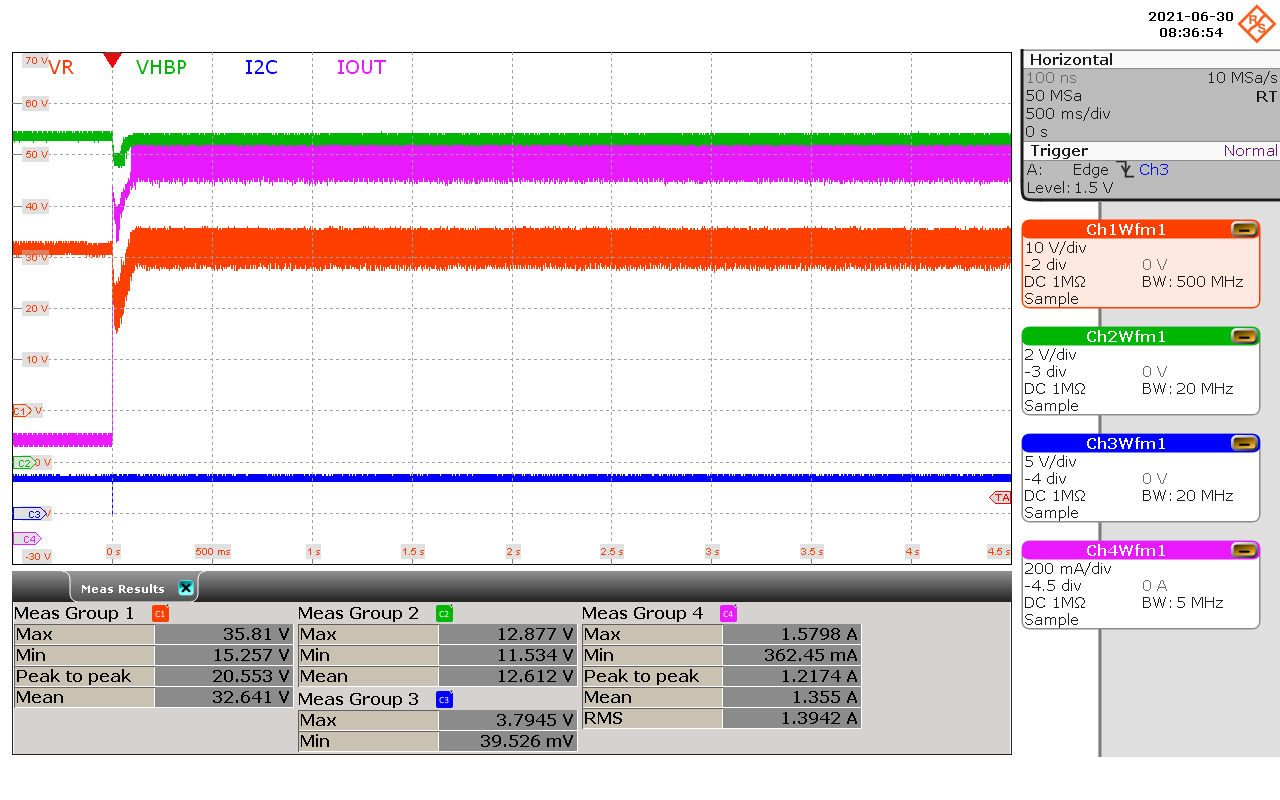 2021-06-30
08:36:54
R&S
VR VHBP I2C IOUT
70 V
60 V
50 V
40 V
30 V
20 V
10 V
C1 V
C2 0 V
C3 V
C4
-30 V
TA
0 s 500 ms 1 s 1.5 s 2 s 2.5 s 3 s 3.5 s 4 s 4.5 s
Horizontal
100 ns 10 MSa/s
50 MSa RT
500 ms/div
0 s
Trigger Normal
A: Edge Ch3
Level: 1.5 V
Ch1Wfm1
10 V/div
-2 div 0 V
DC 1MΩ BW: 500 MHz
Sample
Ch2Wfm1
2 V/div
-3 div 0 V
DC 1MΩ BW: 20 MHz
Sample
Ch3Wfm1
5 V/div
-4 div 0 V
DC 1MΩ BW: 20 MHz
Sample
Ch4Wfm1
200 mA/div
-4.5 div 0 A
DC 1MΩ BW: 5 MHz
Sample
Meas Results
Meas Group 1 C1
Max 35.81 V
Min 15.257 V
Peak to peak 20.553 V
Mean 32.641 V
Meas Group 2 C2
Max 12.877 V
Min 11.534 V
Mean 12.612 V
Meas Group 3 C3
Max 3.7945 V
Min 39.526 mV
Meas Group 4 C4
Max 1.5798 A
Min 362.45 mA
Peak to peak 1.2174 A
Mean 1.355 A
RMS 1.3942 A